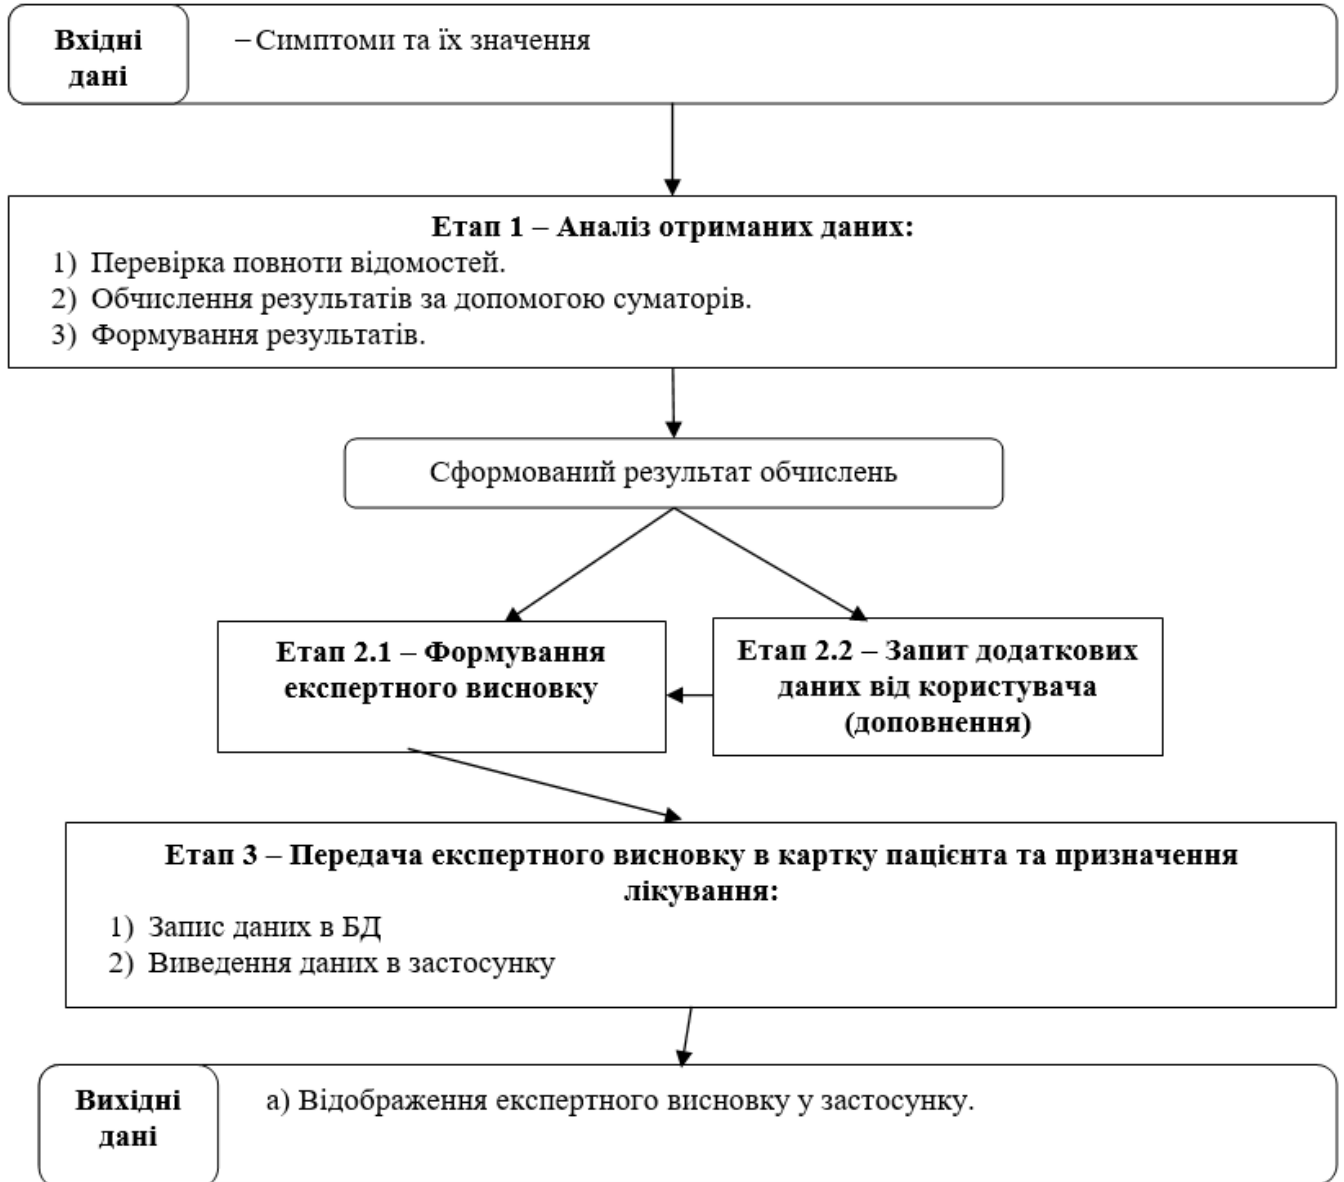 Вхідні
дані
– Симптоми та їх значення
Етап 1 – Аналіз отриманих даних:
1) Перевірка повноти відомостей.
2) Обчислення результатів за допомогою суматорів.
3) Формування результатів.
Сформований результат обчислень
Етап 2.1 – Формування
експертного висновку
Етап 2.2 – Запит додаткових
даних від користувача
(доповнення)
Етап 3 – Передача експертного висновку в картку пацієнта та призначення
лікування:
1) Запис даних в БД
2) Виведення даних в застосунку
Вихідні
дані
а) Відображення експертного висновку у застосунку.